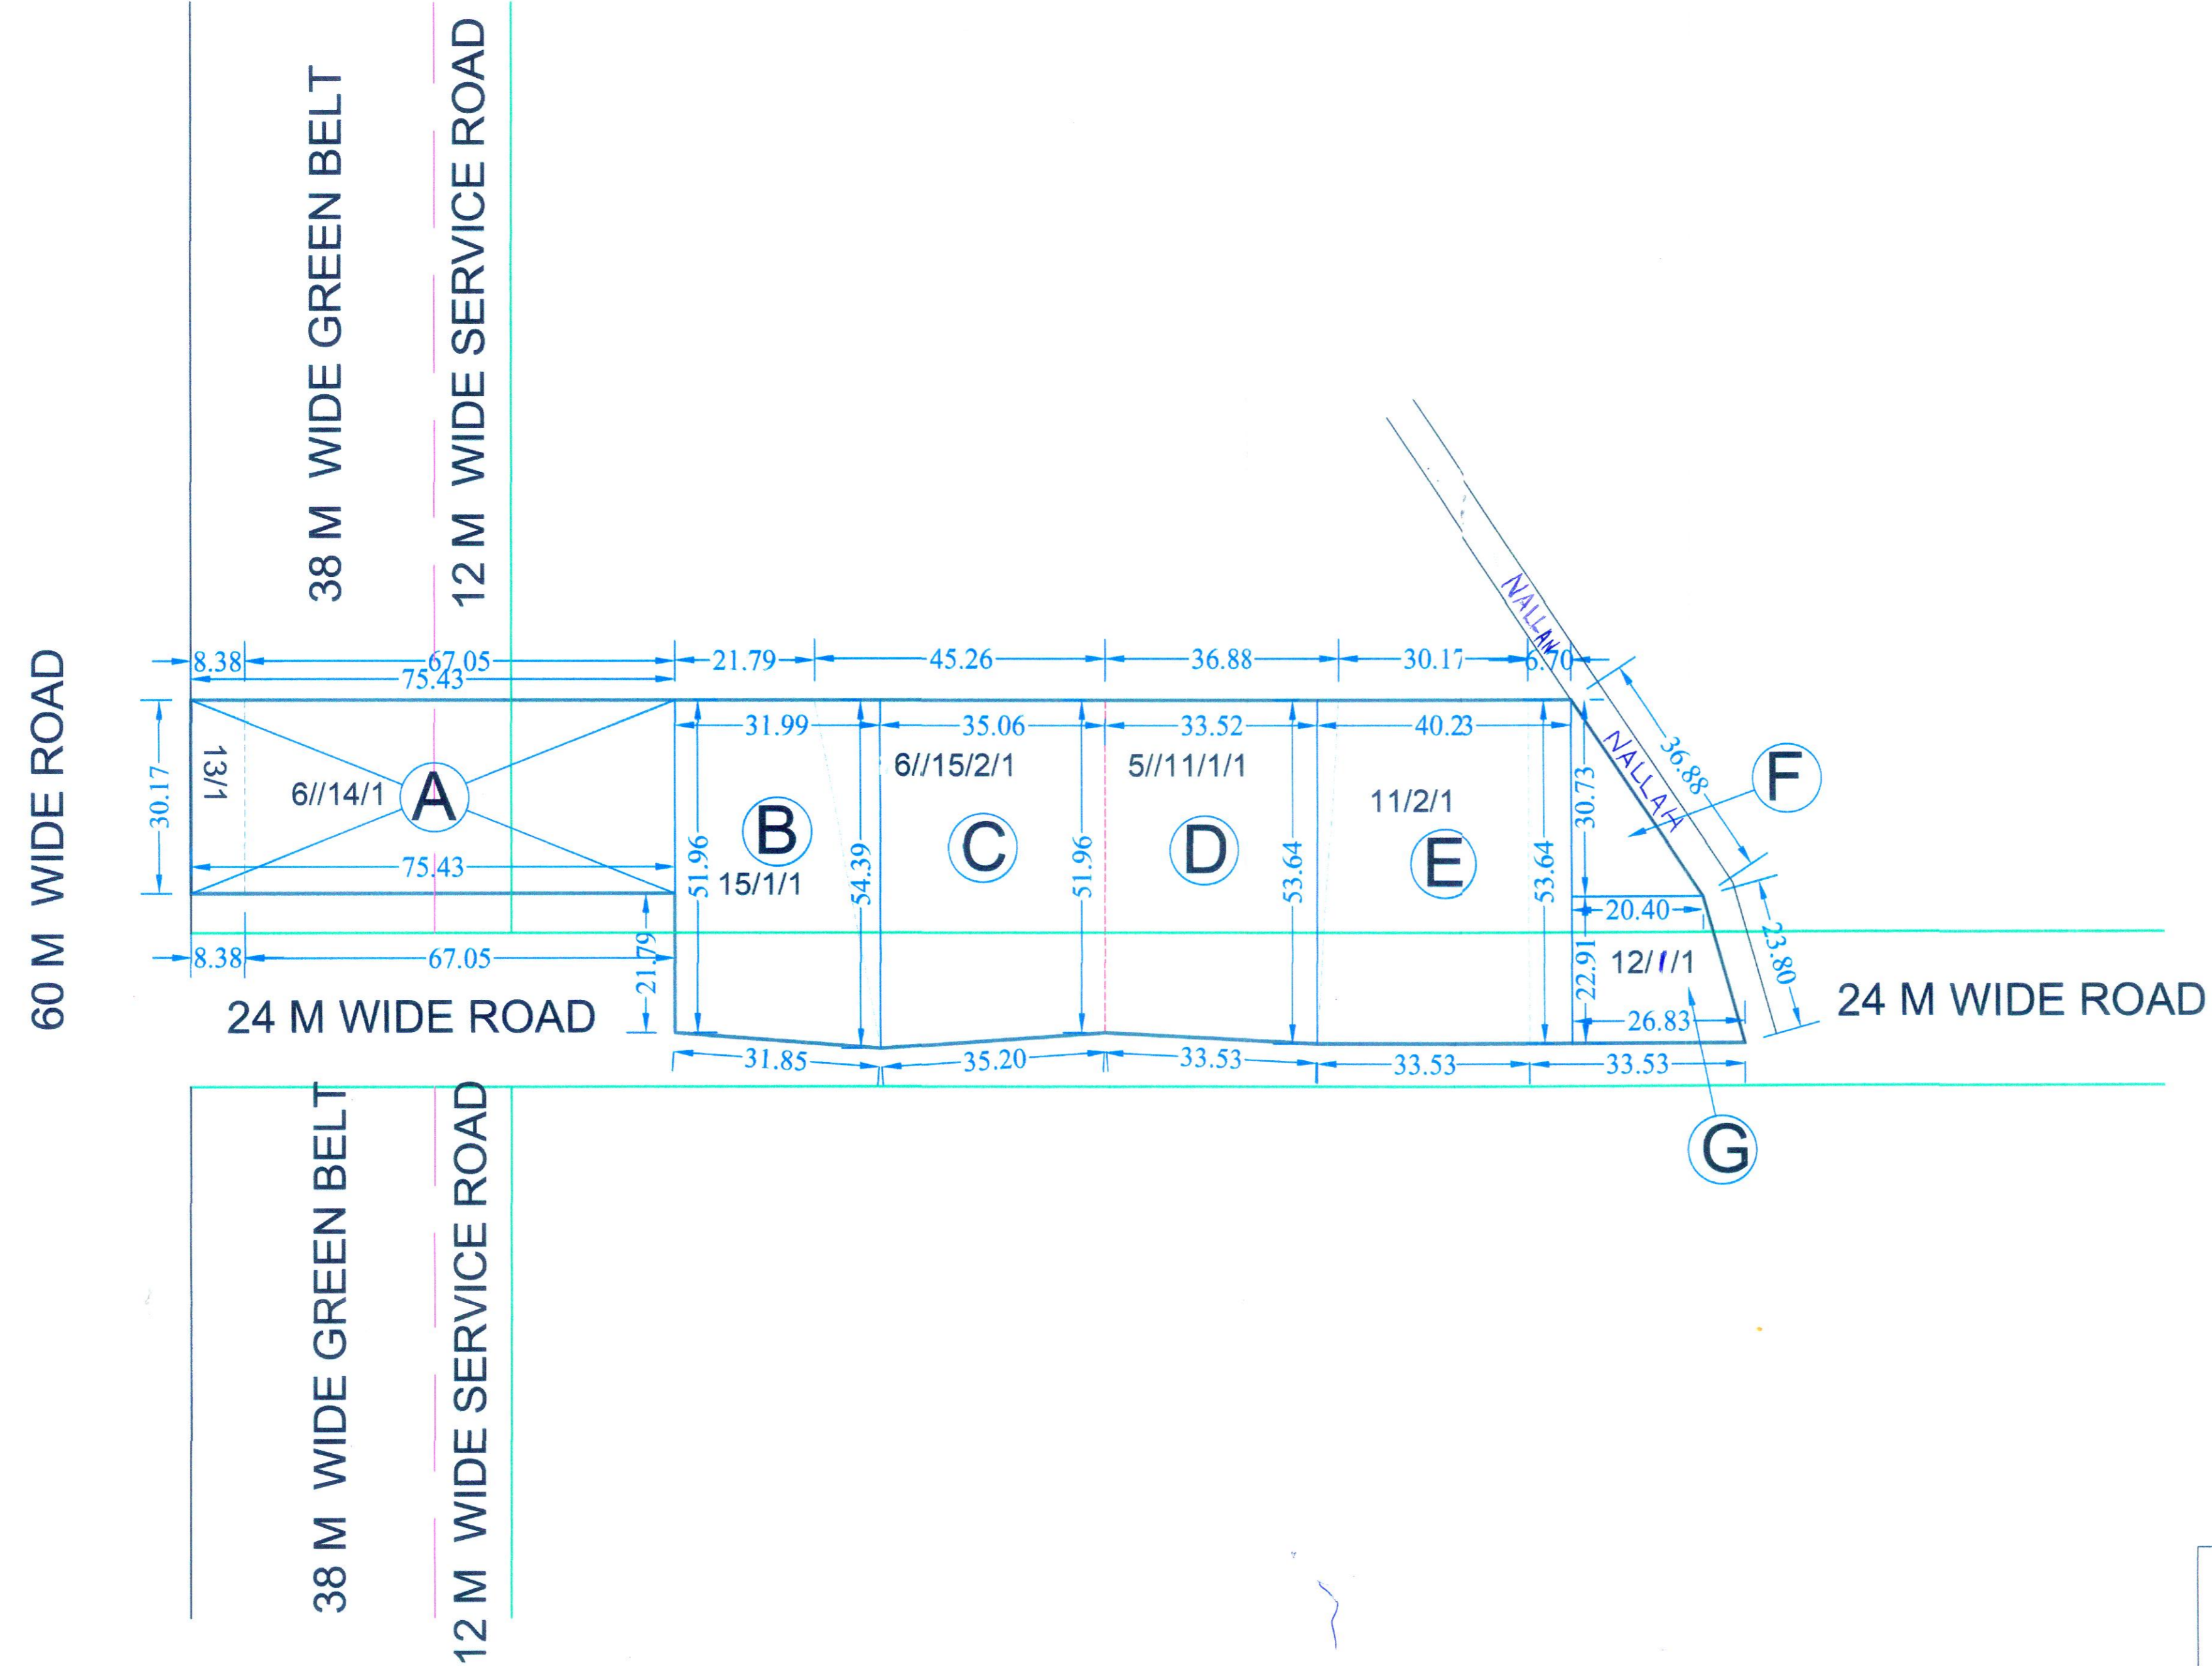 38 M WIDE GREEN BELT
12 M WIDE SERVICE ROAD
60 M WIDE ROAD
NALLAH
8.38
67.05
21.79
45.26
36.88
30.17
6.70
75.43
31.99
35.06
33.52
40.23
36.88
30.17
13/1
6//14/1
A
51.96
B
15/1/1
54.39
6//15/2/1
C
51.96
5//11/1/1
D
53.64
11/2/1
E
53.64
30.73
NALLAH
F
75.43
20.40
8.38
67.05
21.79
22.91
12/1/1
23.80
24 M WIDE ROAD
26.83
24 M WIDE ROAD
31.85
35.20
33.53
33.53
33.53
G
38 M WIDE GREEN BELT
12 M WIDE SERVICE ROAD